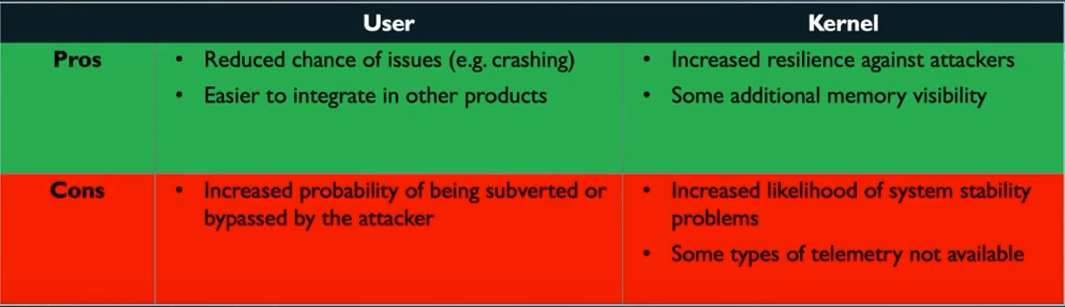 User
Kernel
Pros
• Reduced chance of issues (e.g. crashing)
• Easier to integrate in other products
• Increased resilience against attackers
• Some additional memory visibility
Cons
• Increased probability of being subverted or
bypassed by the attacker
• Increased likelihood of system stability
problems
• Some types of telemetry not available